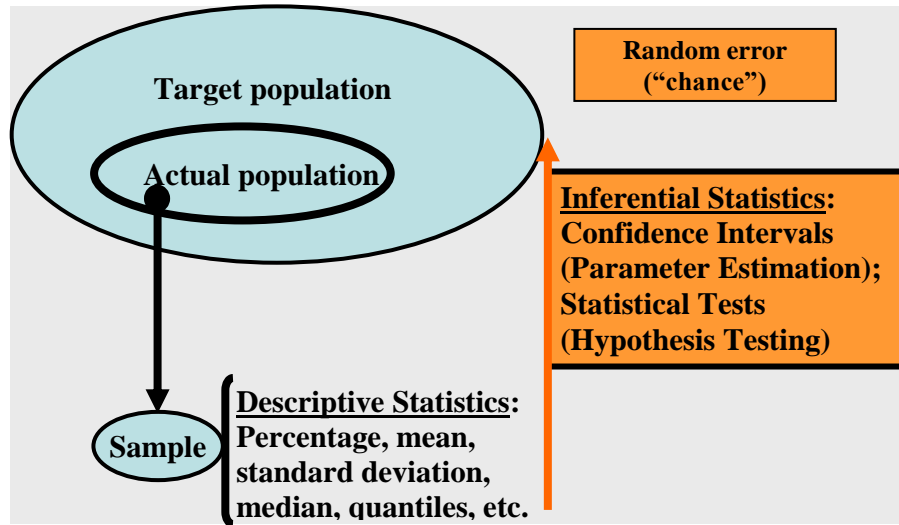 Random error
(“chance”)
Target population
Actual population
Inferential Statistics:
Confidence Intervals
(Parameter Estimation);
Statistical Tests
(Hypothesis Testing)
Sample
Descriptive Statistics:
Percentage, mean,
standard deviation,
median, quantiles, etc.